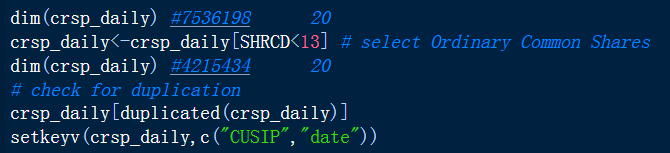 dim(crsp_daily) #7536198      20
crsp_daily<-crsp_daily[SHRCD<13] # select Ordinary Common Shares
dim(crsp_daily) #4215434      20
# check for duplication
crsp_daily[duplicated(crsp_daily)]
setkeyv(crsp_daily,c("CUSIP","date"))